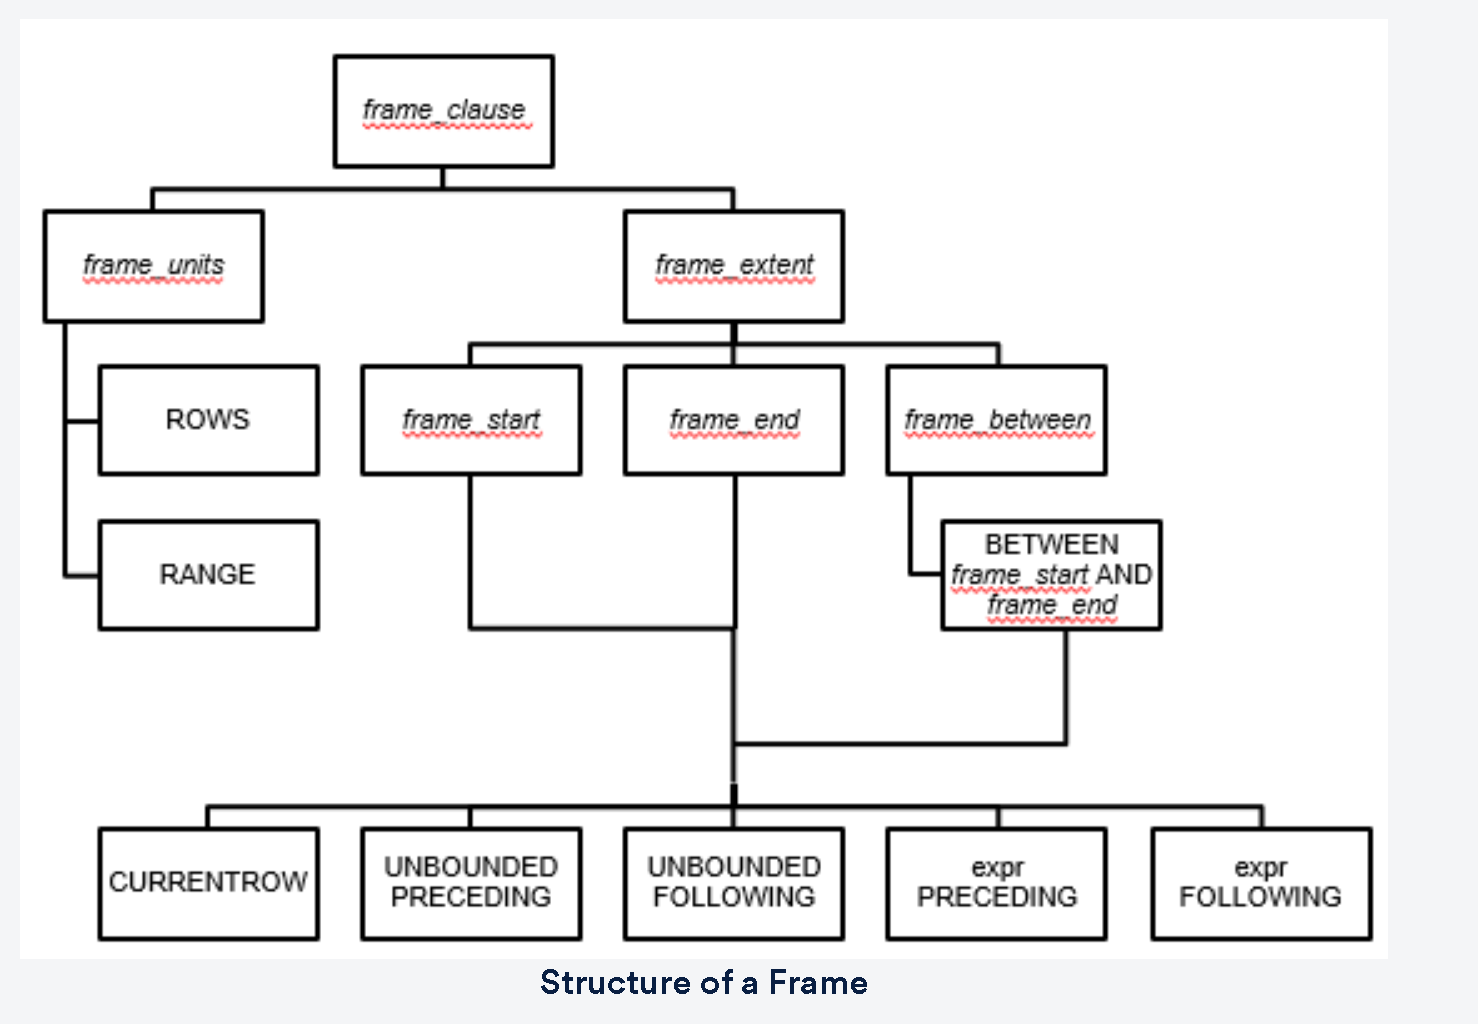 frame_clause
frame_units
frame_extent
ROWS
frame_start
frame_end
frame_between
RANGE
BETWEEN
frame_start AND
frame_end
CURRENTROW
UNBOUNDED
PRECEDING
UNBOUNDED
FOLLOWING
expr
PRECEDING
expr
FOLLOWING
Structure of a Frame